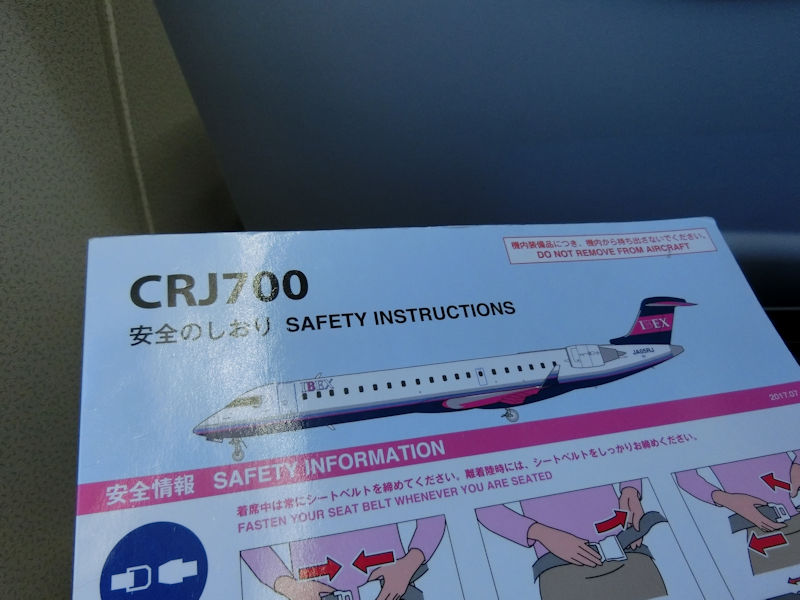 機内装備品につき、機内から持ち出さないでください。
DO NOT REMOVE FROM AIRCRAFT
CRJ700
安全のしおり SAFETY INSTRUCTIONS
IBEX
IBEX
JA05RJ
2017.07
安全情報 SAFETY INFORMATION
着席中は常にシートベルトを締めてください。離着陸時には、シートベルトをしっかりお締めください。
FASTEN YOUR SEAT BELT WHENEVER YOU ARE SEATED